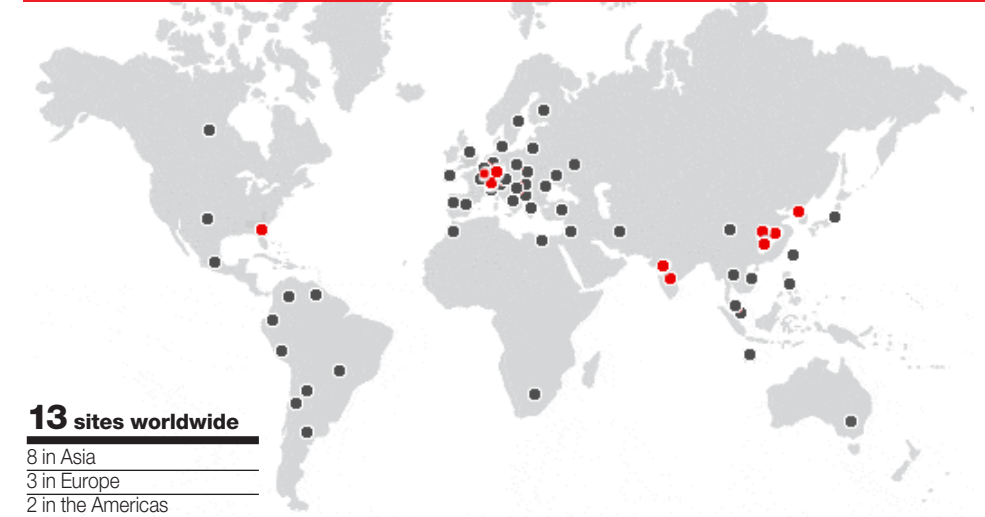 13 sites worldwide
8 in Asia
3 in Europe
2 in the Americas